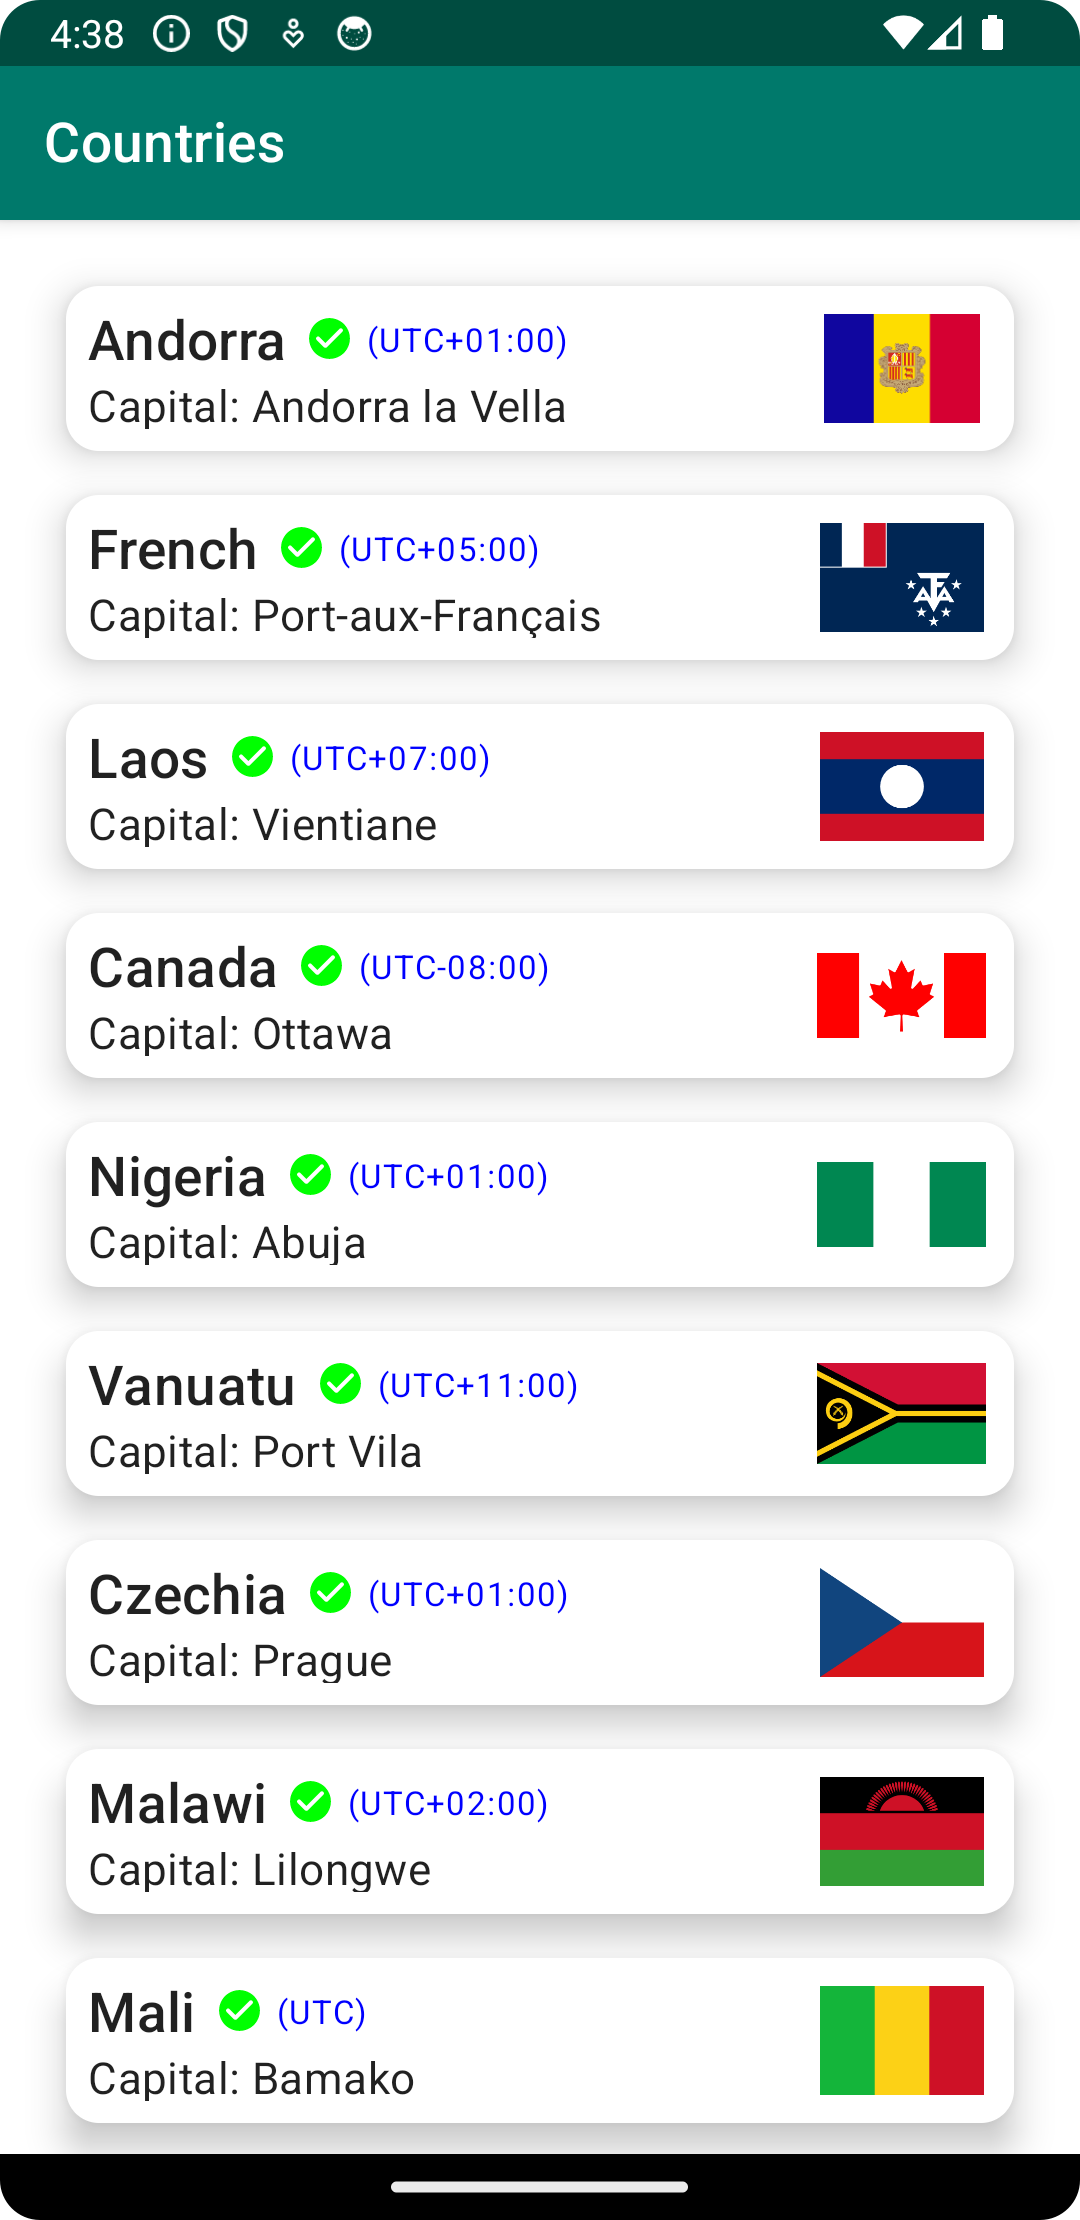 4:38
Countries
Andorra (UTC+01:00)
Capital: Andorra la Vella
French (UTC+05:00)
Capital: Port-aux-Français
Laos (UTC+07:00)
Capital: Vientiane
Canada (UTC-08:00)
Capital: Ottawa
Nigeria (UTC+01:00)
Capital: Abuja
Vanuatu (UTC+11:00)
Capital: Port Vila
Czechia (UTC+01:00)
Capital: Prague
Malawi (UTC+02:00)
Capital: Lilongwe
Mali (UTC)
Capital: Bamako